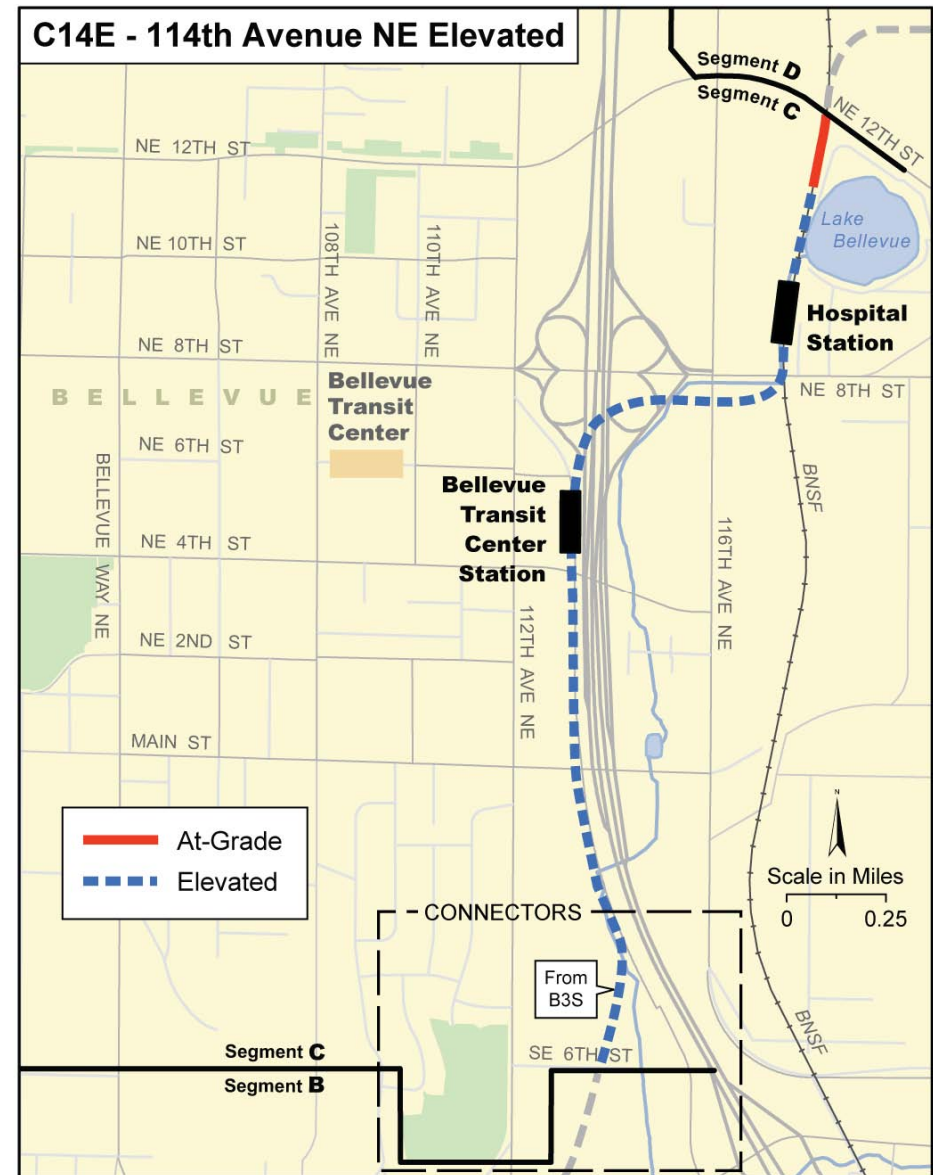 C14E - 114th Avenue NE Elevated
Segment D
Segment C
NE 12TH ST
NE 12TH ST
Lake
Bellevue
NE 10TH ST
108TH AVE NE
110TH AVE NE
Hospital
Station
NE 8TH ST
NE 8TH ST
BELLEVUE
Bellevue
Transit
Center
NE 6TH ST
BELLEVUE WAY NE
BNSF
Bellevue
Transit
Center
Station
NE 4TH ST
116TH AVE NE
112TH AVE NE
NE 2ND ST
MAIN ST
At-Grade
Elevated
N
Scale in Miles
0 0.25
CONNECTORS
From
B3S
BNSF
Segment C
SE 6TH ST
Segment B